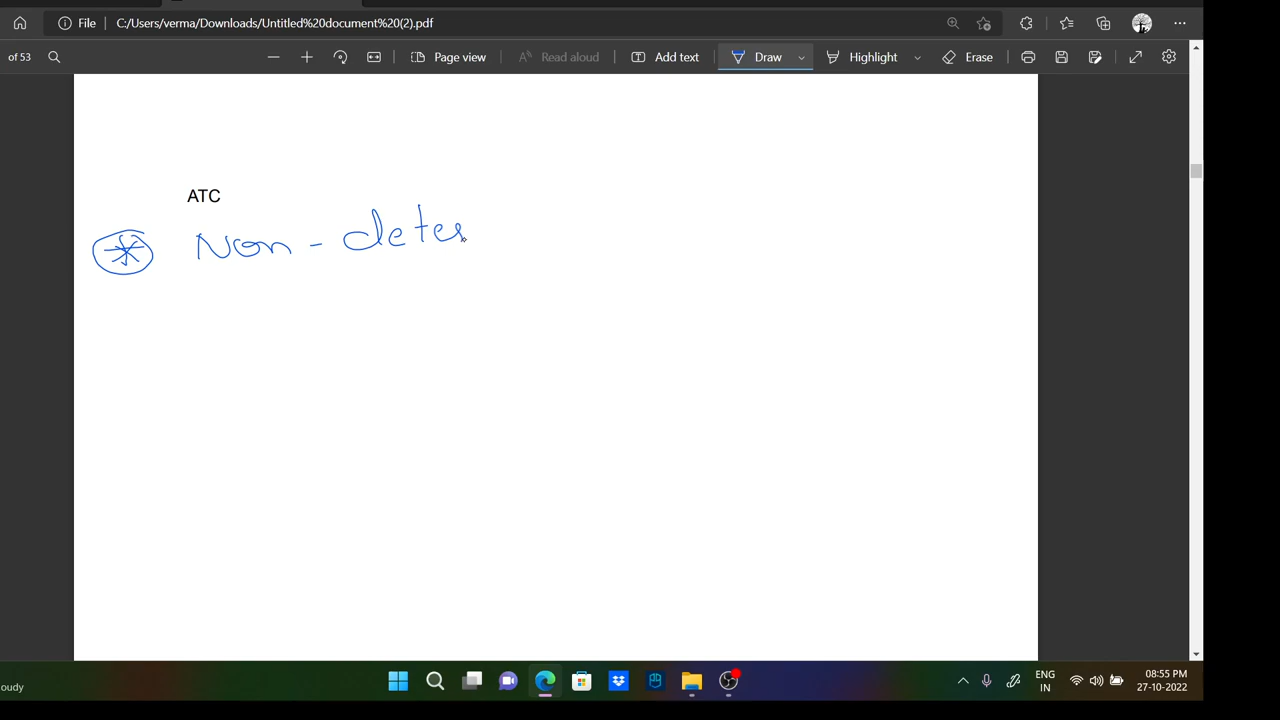 File C:/Users/verma/Downloads/Untitled%20document%20(2).pdf
of 53 Page view Read aloud Add text Draw Highlight Erase
ATC
Non - deter
oudy ENG IN 08:55 PM 27-10-2022